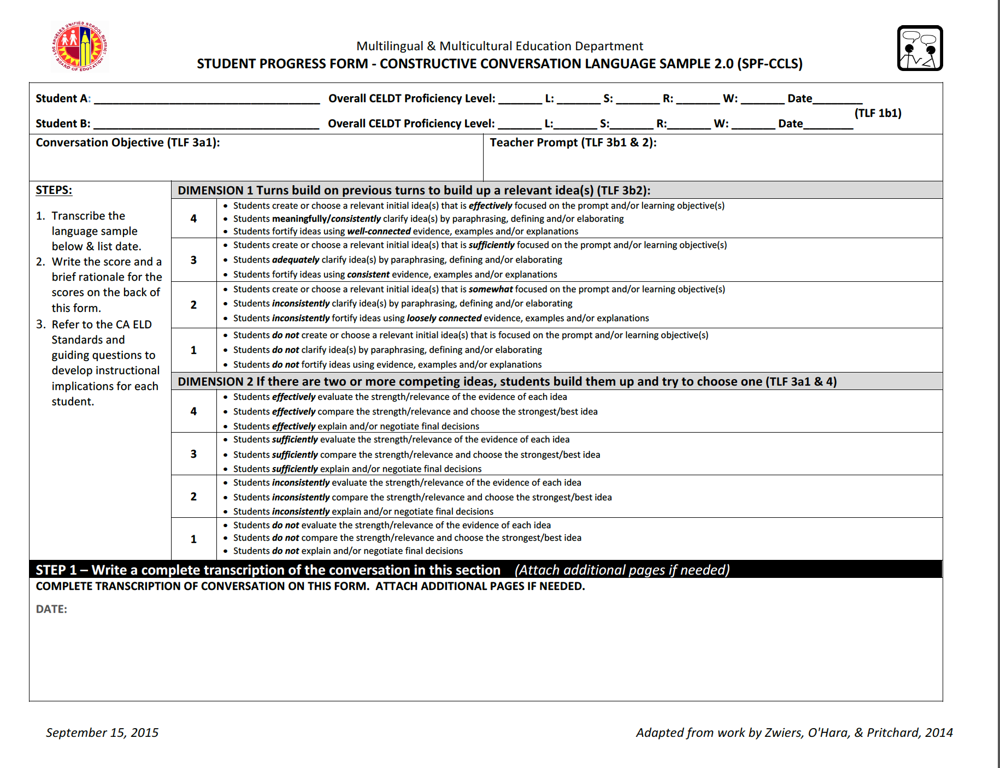 LOS ANGELES UNIFIED SCHOOL DISTRICT
BOARD OF EDUCATION
Multilingual & Multicultural Education Department
STUDENT PROGRESS FORM - CONSTRUCTIVE CONVERSATION LANGUAGE SAMPLE 2.0 (SPF-CCLS)
Student A: ____________________ Overall CELDT Proficiency Level: _______ L: _______ S: _______ R: _______ W: _______ Date________
(TLF 1b1)
Student B: ____________________ Overall CELDT Proficiency Level: _______ L:_______ S:_______ R:_______ W: _______ Date________
Conversation Objective (TLF 3a1):
Teacher Prompt (TLF 3b1 & 2):
STEPS:
1. Transcribe the
language sample
below & list date.
2. Write the score and a
brief rationale for the
scores on the back of
this form.
3. Refer to the CA ELD
Standards and
guiding questions to
develop instructional
implications for each
student.
DIMENSION 1 Turns build on previous turns to build up a relevant idea(s) (TLF 3b2):
4
• Students create or choose a relevant initial idea(s) that is effectively focused on the prompt and/or learning objective(s)
• Students meaningfully/consistently clarify idea(s) by paraphrasing, defining and/or elaborating
• Students fortify ideas using well-connected evidence, examples and/or explanations
3
• Students create or choose a relevant initial idea(s) that is sufficiently focused on the prompt and/or learning objective(s)
• Students adequately clarify idea(s) by paraphrasing, defining and/or elaborating
• Students fortify ideas using consistent evidence, examples and/or explanations
2
• Students create or choose a relevant initial idea(s) that is somewhat focused on the prompt and/or learning objective(s)
• Students inconsistently clarify idea(s) by paraphrasing, defining and/or elaborating
• Students inconsistently fortify ideas using loosely connected evidence, examples and/or explanations
1
• Students do not create or choose a relevant initial idea(s) that is focused on the prompt and/or learning objective(s)
• Students do not clarify idea(s) by paraphrasing, defining and/or elaborating
• Students do not fortify ideas using evidence, examples and/or explanations
DIMENSION 2 If there are two or more competing ideas, students build them up and try to choose one (TLF 3a1 & 4)
4
• Students effectively evaluate the strength/relevance of the evidence of each idea
• Students effectively compare the strength/relevance and choose the strongest/best idea
• Students effectively explain and/or negotiate final decisions
3
• Students sufficiently evaluate the strength/relevance of the evidence of each idea
• Students sufficiently compare the strength/relevance and choose the strongest/best idea
• Students sufficiently explain and/or negotiate final decisions
2
• Students inconsistently evaluate the strength/relevance of the evidence of each idea
• Students inconsistently compare the strength/relevance and choose the strongest/best idea
• Students inconsistently explain and/or negotiate final decisions
1
• Students do not evaluate the strength/relevance of the evidence of each idea
• Students do not compare the strength/relevance and choose the strongest/best idea
• Students do not explain and/or negotiate final decisions
STEP 1 – Write a complete transcription of the conversation in this section (Attach additional pages if needed)
COMPLETE TRANSCRIPTION OF CONVERSATION ON THIS FORM. ATTACH ADDITIONAL PAGES IF NEEDED.
DATE:
September 15, 2015
Adapted from work by Zwiers, O'Hara, & Pritchard, 2014